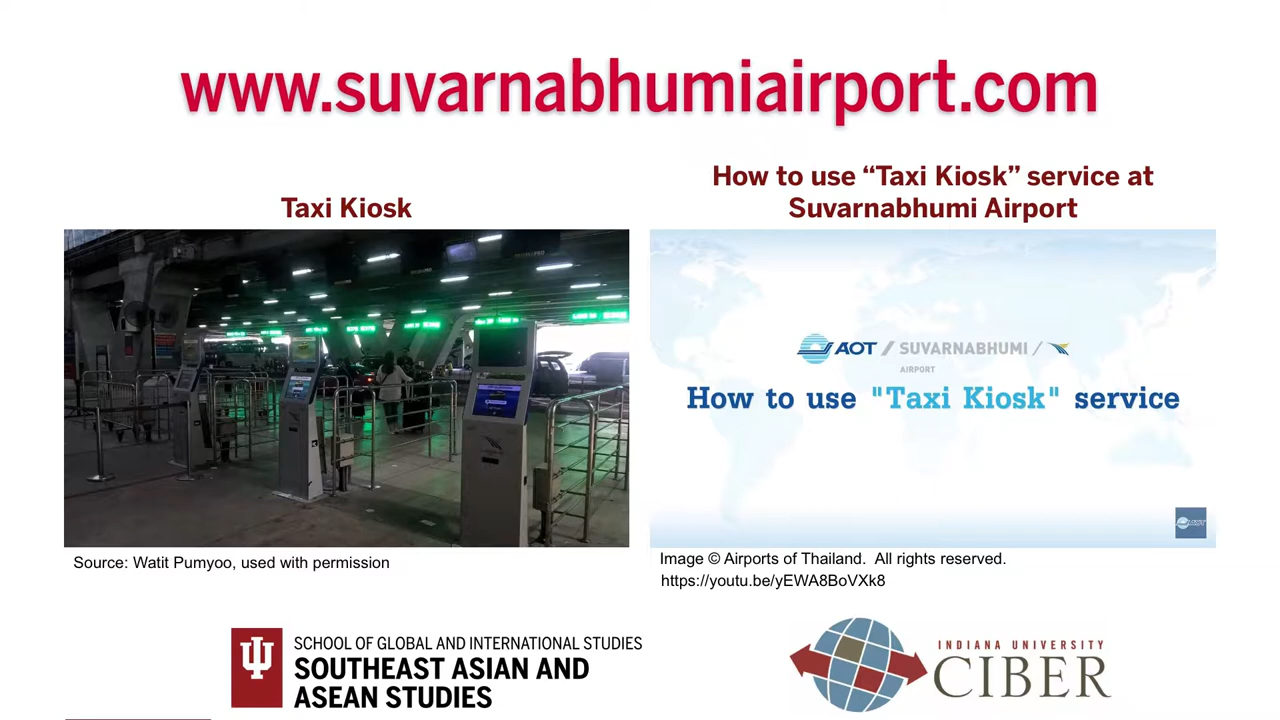 www.suvarnabhumiairport.com
Taxi Kiosk
How to use “Taxi Kiosk” service at
Suvarnabhumi Airport
AOT / SUVARNABHUMI /
AIRPORT
How to use "Taxi Kiosk" service
Source: Watit Pumyoo, used with permission
Image © Airports of Thailand. All rights reserved.
https://youtu.be/yEWA8BoVXk8
SCHOOL OF GLOBAL AND INTERNATIONAL STUDIES
SOUTHEAST ASIAN AND
ASEAN STUDIES
INDIANA UNIVERSITY
CIBER